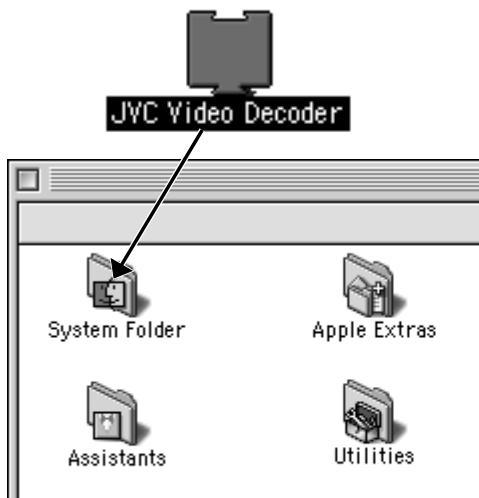 JVC Video Decoder
System Folder
Apple Extras
Assistants
Utilities